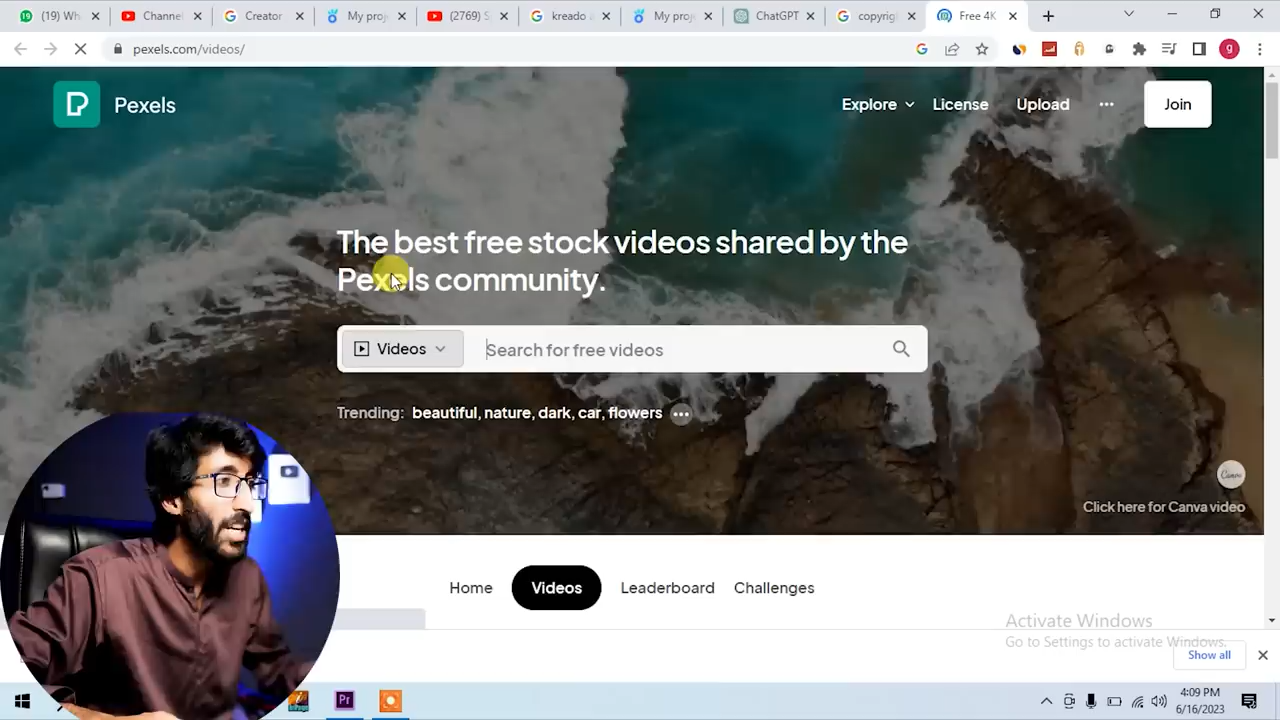 (19) Wh
Channel
Creator
My proj
(2769) S
kreado
My proj
ChatGPT
copyrig
Free 4K
pexels.com/videos/
g
Pexels
Explore
License
Upload
Join
The best free stock videos shared by the
Pexels community.
Videos
Search for free videos
Trending: beautiful, nature, dark, car, flowers
Canva
Click here for Canva video
Home
Videos
Leaderboard
Challenges
Activate Windows
Go to Settings to activate Windows.
Show all
Pr
4:09 PM
6/16/2023